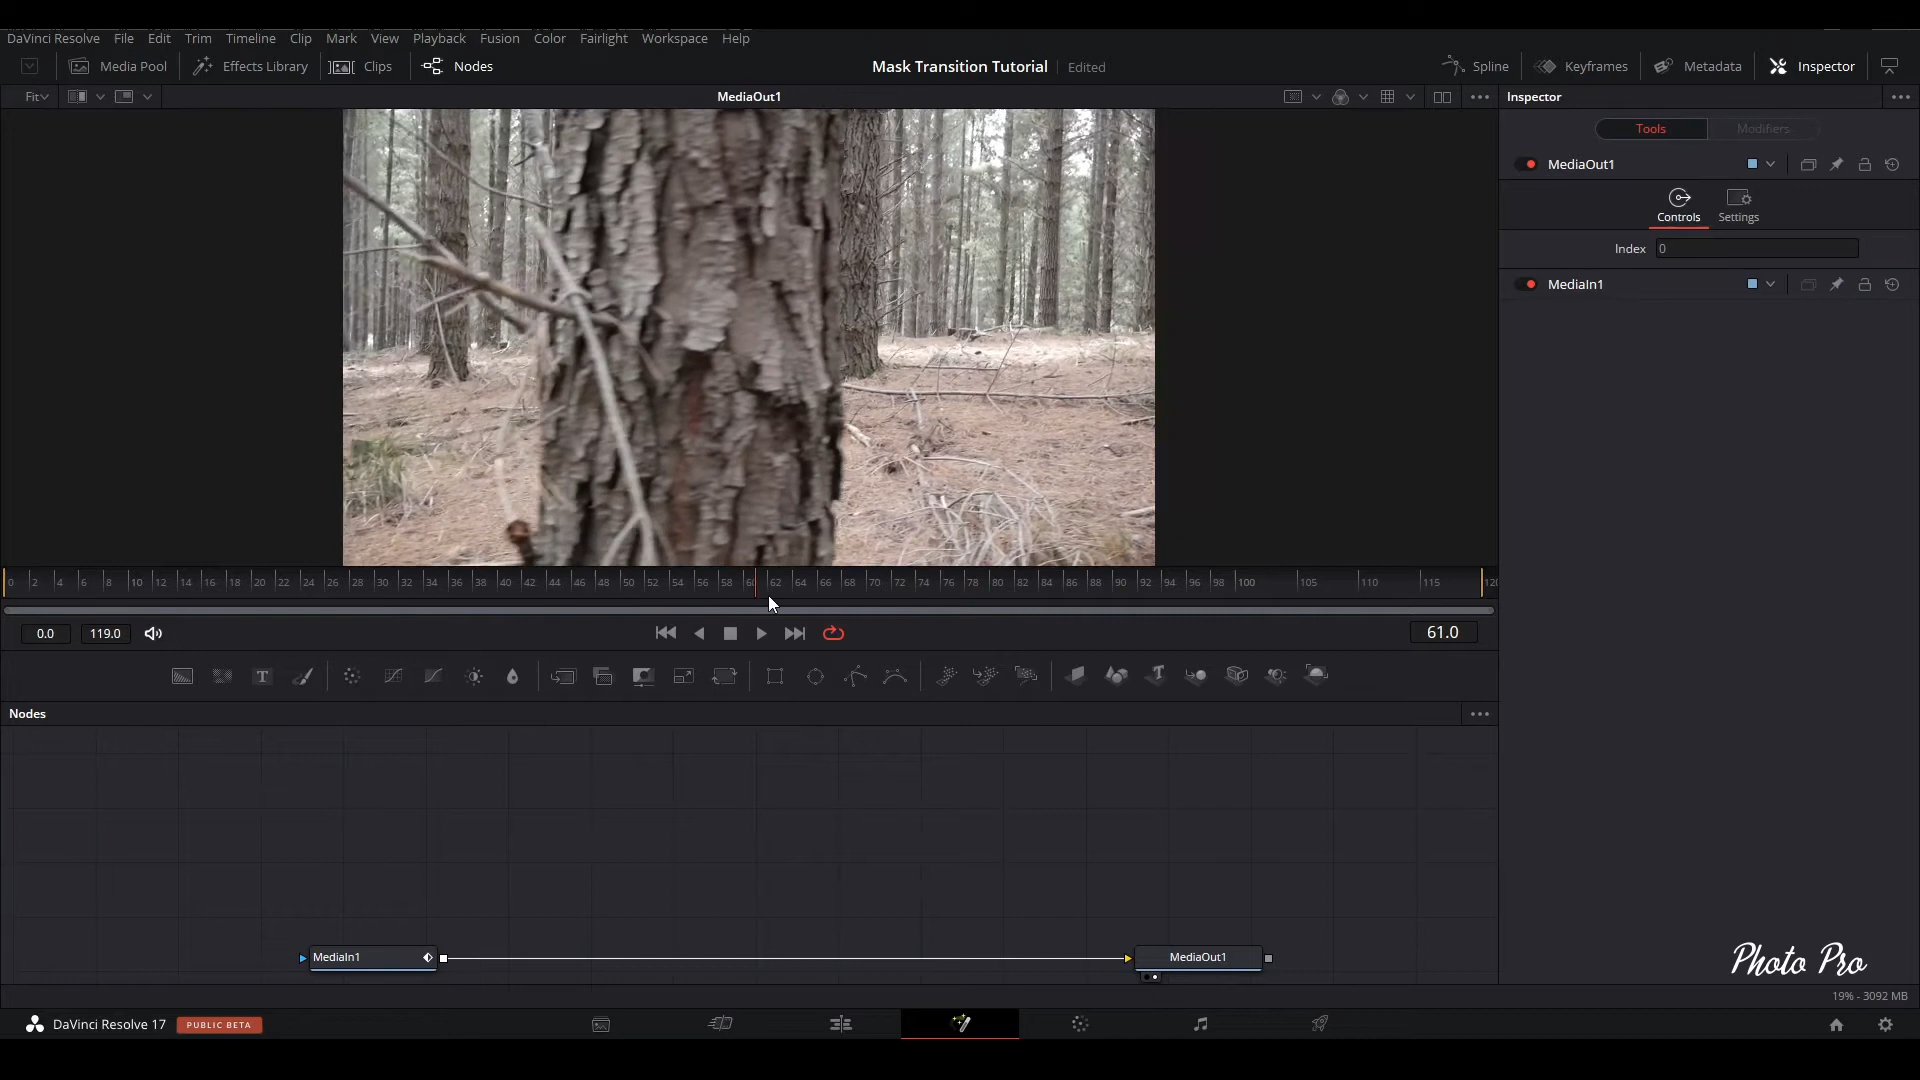 DaVinci Resolve File Edit Trim Timeline Clip Mark View Playback Fusion Color Fairlight Workspace Help
Media Pool Effects Library Clips Nodes Mask Transition Tutorial Edited Spline Keyframes Metadata Inspector
Fit MediaOut1 Inspector
Tools Modifiers
MediaOut1
Controls Settings
Index 0
MediaIn1
0 2 4 6 8 10 12 14 16 18 20 22 24 26 28 30 32 34 36 38 40 42 44 46 48 50 52 54 56 58 60 62 64 66 68 70 72 74 76 78 80 82 84 86 88 90 92 94 96 98 100 105 110 115 120
0.0 119.0 61.0
Nodes
MediaIn1 MediaOut1
Photo Pro
19% - 3092 MB
DaVinci Resolve 17 PUBLIC BETA